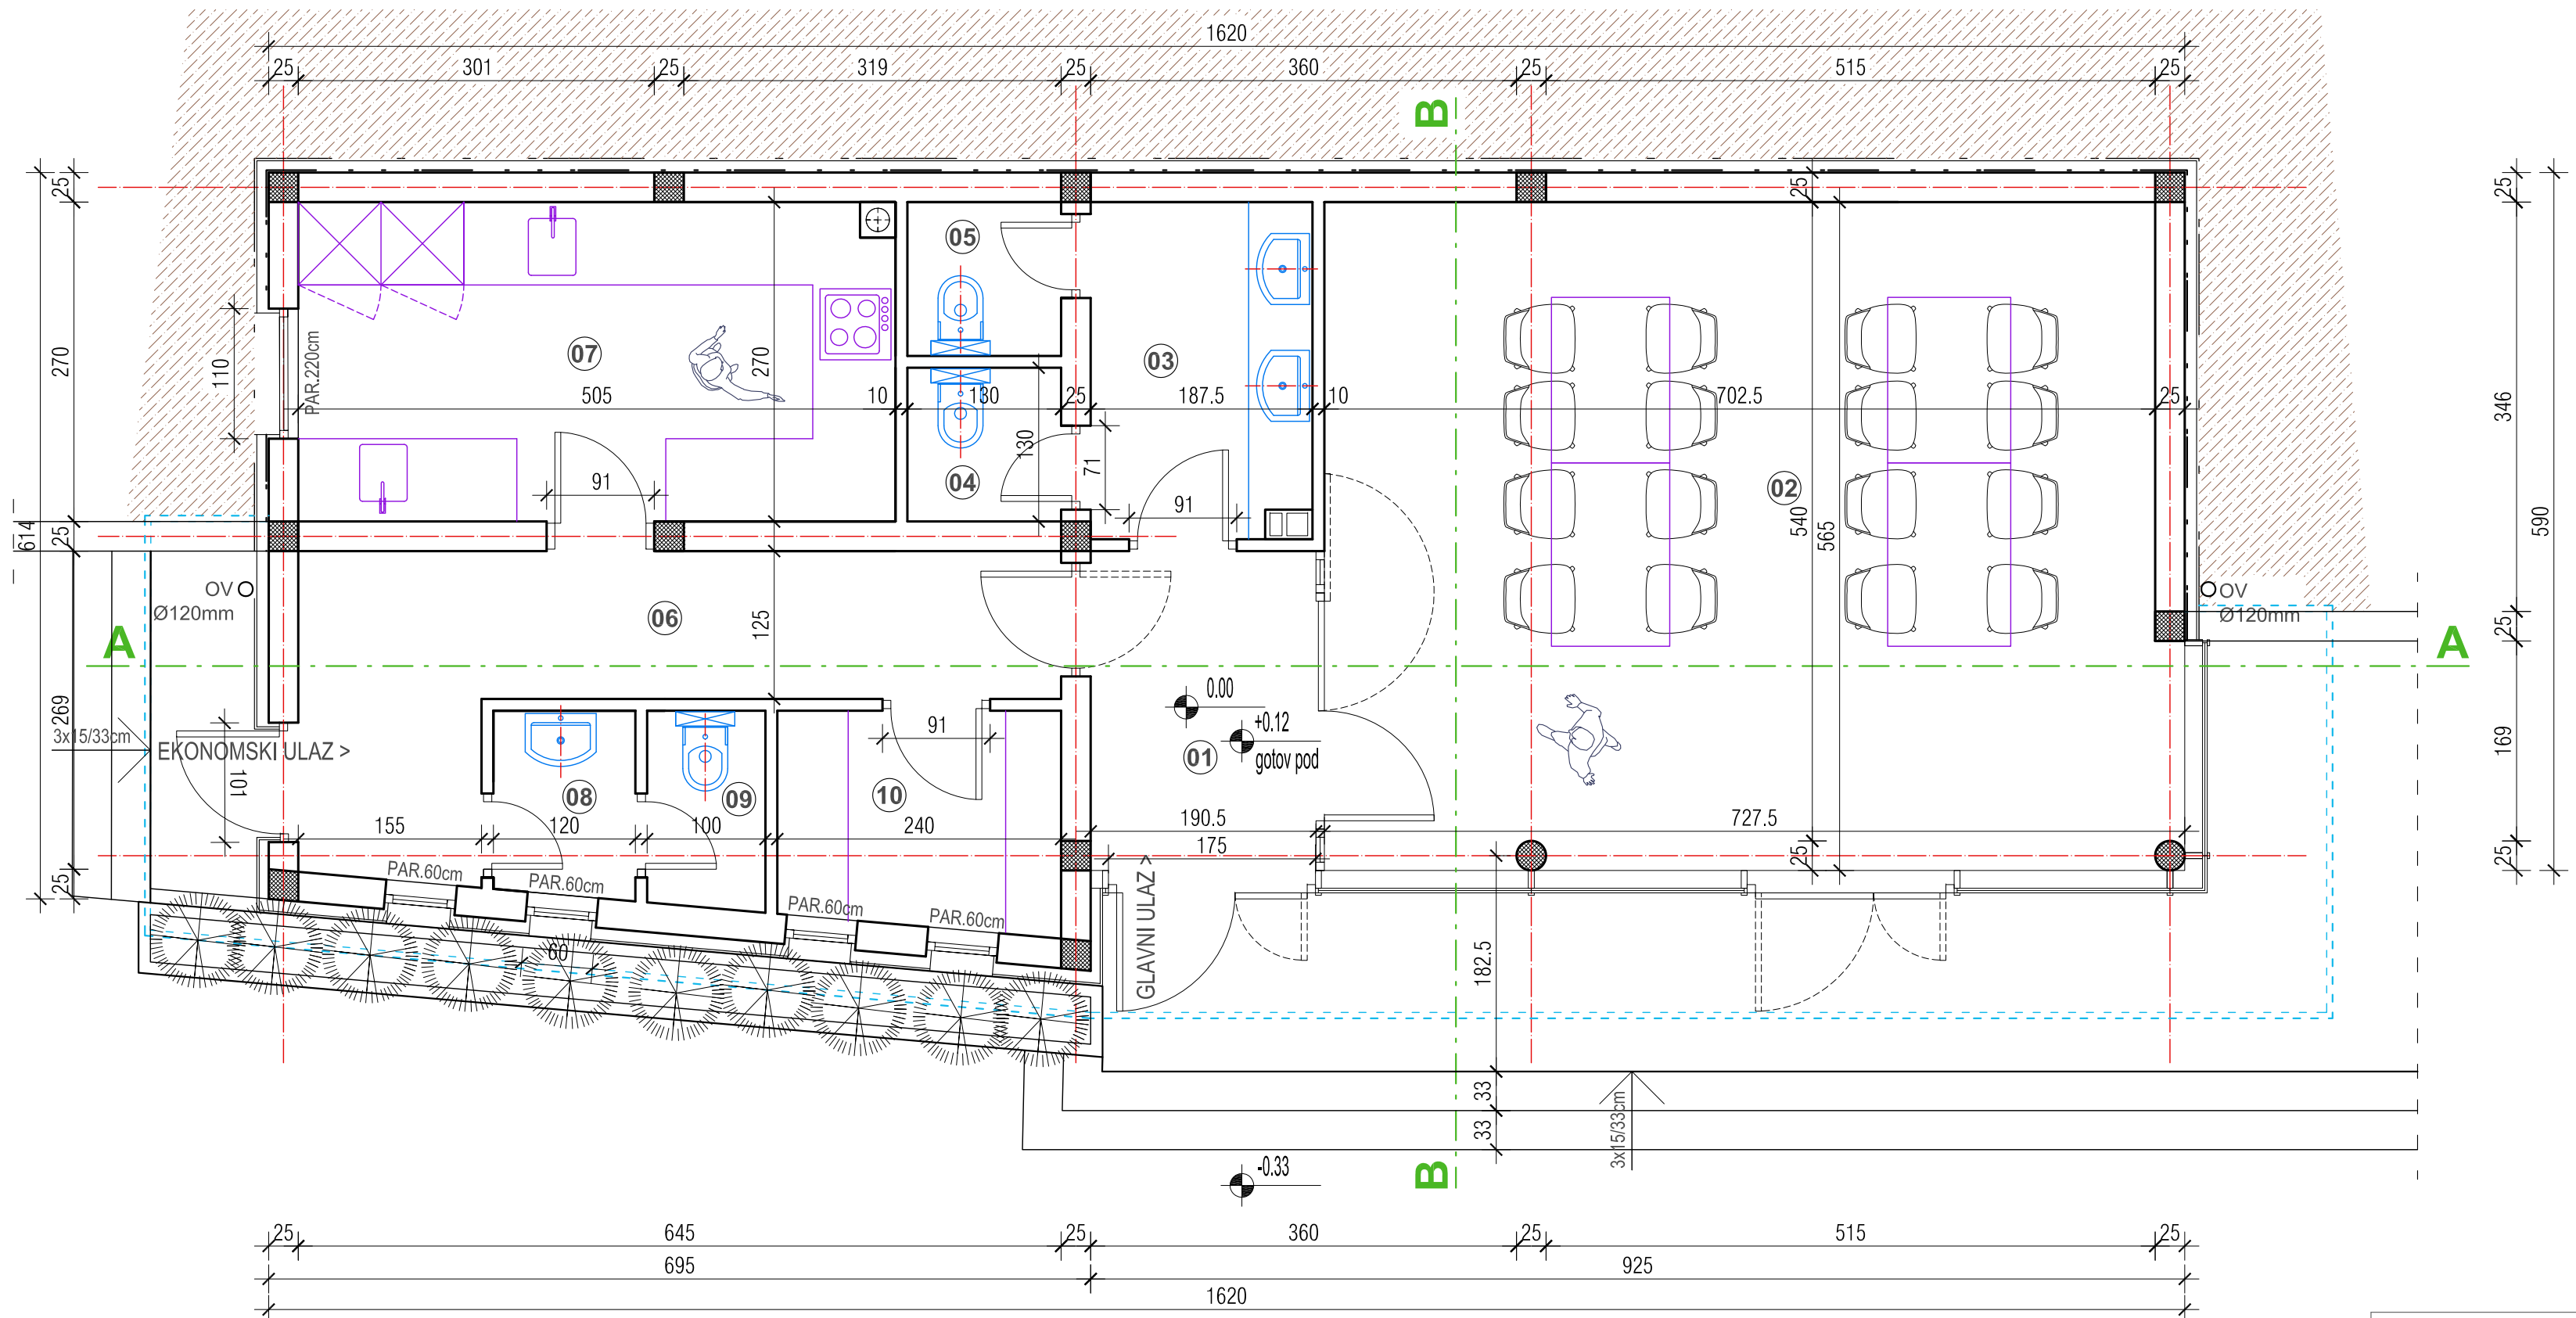 1620
25 301 25 319 25 360 25 515 25
B
25 25 25
05
07 03
270 110 PAR.220cm 270 346
505 10 130 25 187.5 10 702.5 25
130 71
91 04 91 02
540 565 590
614 25
OV OV
Ø120mm Ø120mm
06 125 25
A A
0.00
+0.12
gotov pod
01
269 169
3x15/33cm
EKONOMSKI ULAZ >
101
91
08 09 10
155 120 100 240 190.5 727.5
175
25 25 25
PAR.60cm PAR.60cm PAR.60cm PAR.60cm
GLAVNI ULAZ >
60
182.5
33
33
3x15/33cm
-0.33
B
25 645 25 360 25 515 25
695 925
1620